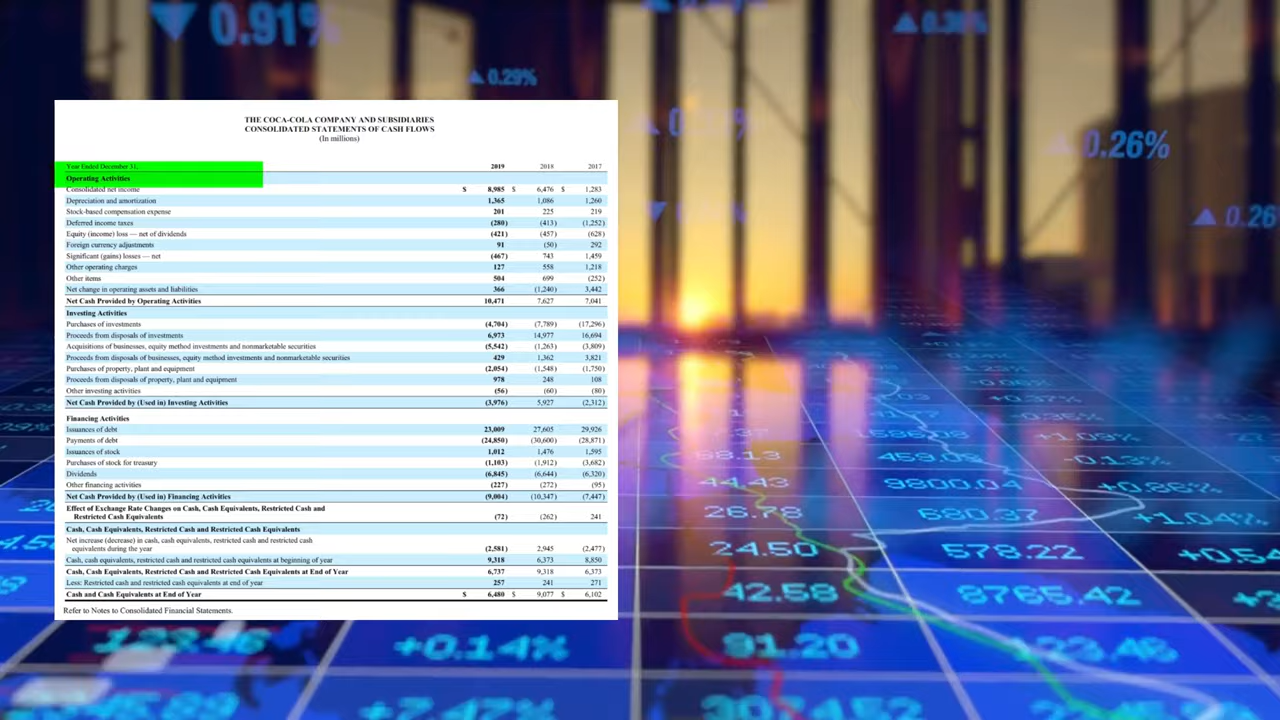 ▼ 0.91%
▲ 0.29%
0.26%
▲ 0.26
THE COCA-COLA COMPANY AND SUBSIDIARIES
CONSOLIDATED STATEMENTS OF CASH FLOWS
(In millions)
Year Ended December 31, 2019 2018 2017
Operating Activities
Consolidated net income $ 8,985 $ 6,476 $ 1,283
Depreciation and amortization 1,365 1,086 1,260
Stock-based compensation expense 201 225 219
Deferred income taxes (280) (413) (1,252)
Equity (income) loss — net of dividends (421) (457) (628)
Foreign currency adjustments 91 (50) 292
Significant (gains) losses — net (467) 743 1,459
Other operating charges 127 558 1,218
Other items 504 699 (252)
Net change in operating assets and liabilities 366 (1,240) 3,442
Net Cash Provided by Operating Activities 10,471 7,627 7,041
Investing Activities
Purchases of investments (4,704) (7,789) (17,296)
Proceeds from disposals of investments 6,973 14,977 16,694
Acquisitions of businesses, equity method investments and nonmarketable securities (5,542) (1,263) (3,809)
Proceeds from disposals of businesses, equity method investments and nonmarketable securities 429 1,362 3,821
Purchases of property, plant and equipment (2,054) (1,548) (1,750)
Proceeds from disposals of property, plant and equipment 978 248 108
Other investing activities (56) (60) (80)
Net Cash Provided by (Used in) Investing Activities (3,976) 5,927 (2,312)
Financing Activities
Issuances of debt 23,009 27,605 29,926
Payments of debt (24,850) (30,600) (28,871)
Issuances of stock 1,012 1,476 1,595
Purchases of stock for treasury (1,103) (1,912) (3,682)
Dividends (6,845) (6,644) (6,320)
Other financing activities (227) (272) (95)
Net Cash Provided by (Used in) Financing Activities (9,004) (10,347) (7,447)
Effect of Exchange Rate Changes on Cash, Cash Equivalents, Restricted Cash and
Restricted Cash Equivalents (72) (262) 241
Cash, Cash Equivalents, Restricted Cash and Restricted Cash Equivalents
Net increase (decrease) in cash, cash equivalents, restricted cash and restricted cash
equivalents during the year (2,581) 2,945 (2,477)
Cash, cash equivalents, restricted cash and restricted cash equivalents at beginning of year 9,318 6,373 8,850
Cash, Cash Equivalents, Restricted Cash and Restricted Cash Equivalents at End of Year 6,737 9,318 6,373
Less: Restricted cash and restricted cash equivalents at end of year 257 241 271
Cash and Cash Equivalents at End of Year $ 6,480 $ 9,077 $ 6,102
Refer to Notes to Consolidated Financial Statements.
44.43 9800.04 +0.86%
+1.04%
24.50 578.22
42.58 8765.42
+0.14% 91.20 123.46
+7.47%